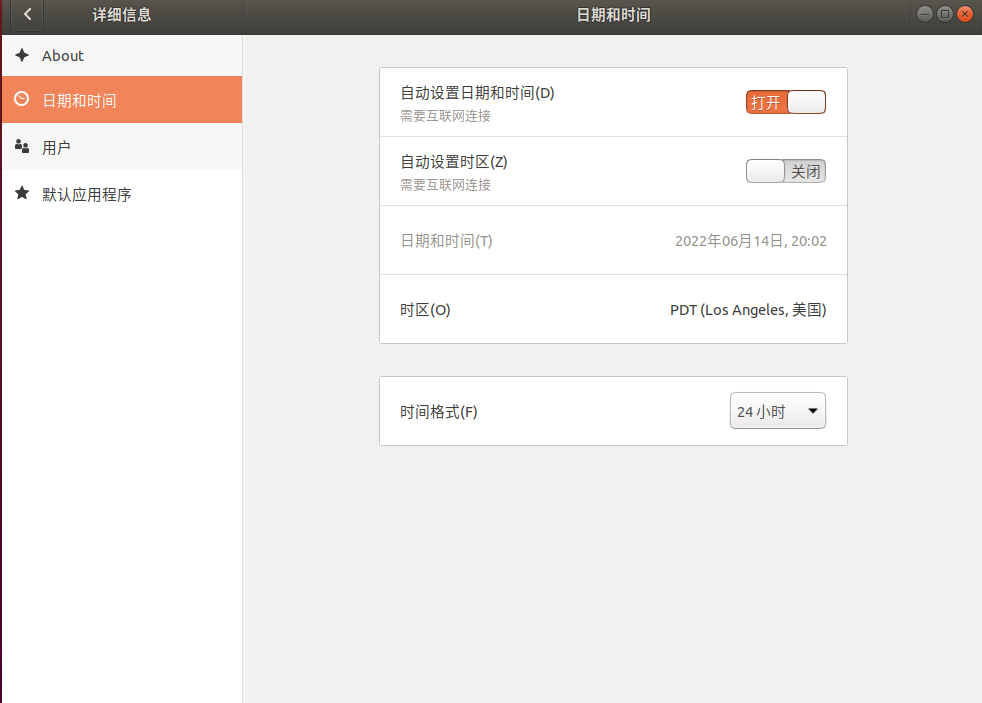 详细信息
日期和时间
About
日期和时间
用户
默认应用程序
自动设置日期和时间(D)
需要互联网连接
打开
自动设置时区(Z)
需要互联网连接
关闭
日期和时间(T)
2022年06月14日, 20:02
时区(O)
PDT (Los Angeles, 美国)
时间格式(F)
24 小时